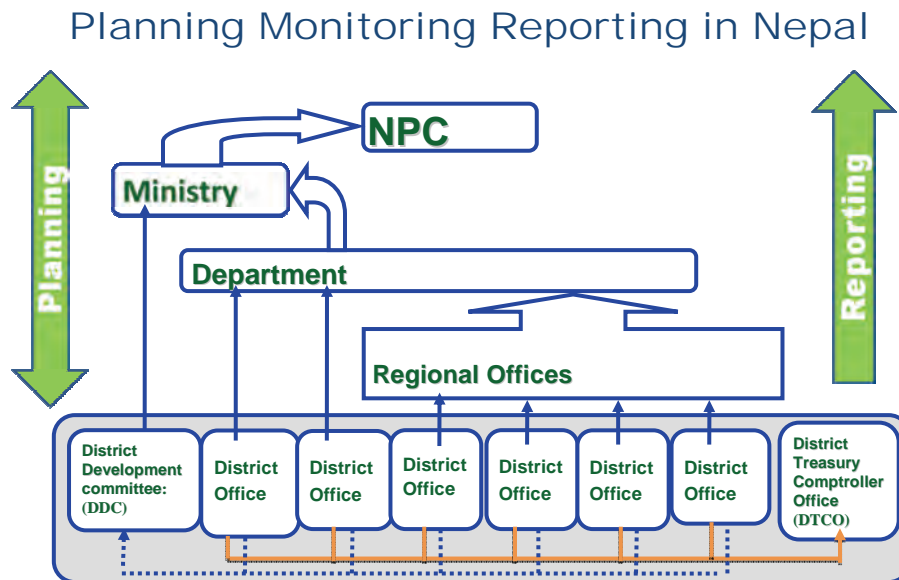 Planning Monitoring Reporting in Nepal
NPC
Ministry
Planning
Reporting
Department
Regional Offices
District
Development
committee:
(DDC)
District
Office
District
Office
District
Office
District
Office
District
Office
District
Office
District
Treasury
Comptroller
Office
(DTCO)